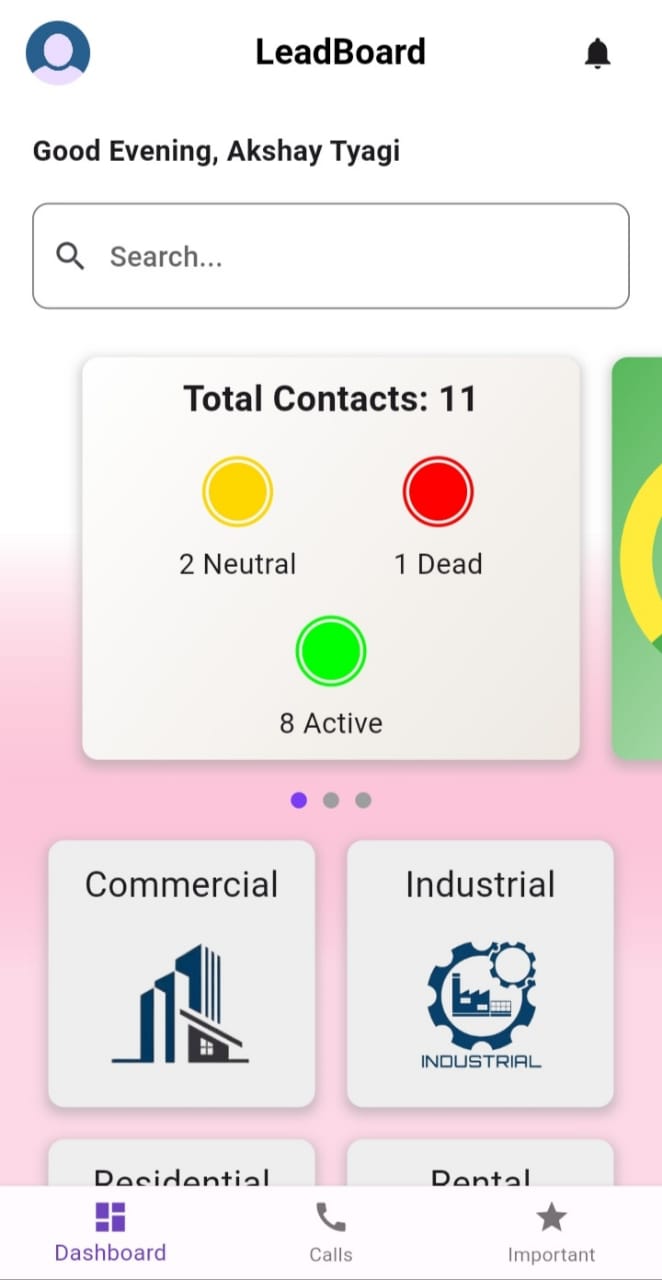 LeadBoard
Good Evening, Akshay Tyagi
Search...
Total Contacts: 11
2 Neutral
1 Dead
8 Active
Commercial
Industrial
INDUSTRIAL
Residential
Rental
Dashboard
Calls
Important